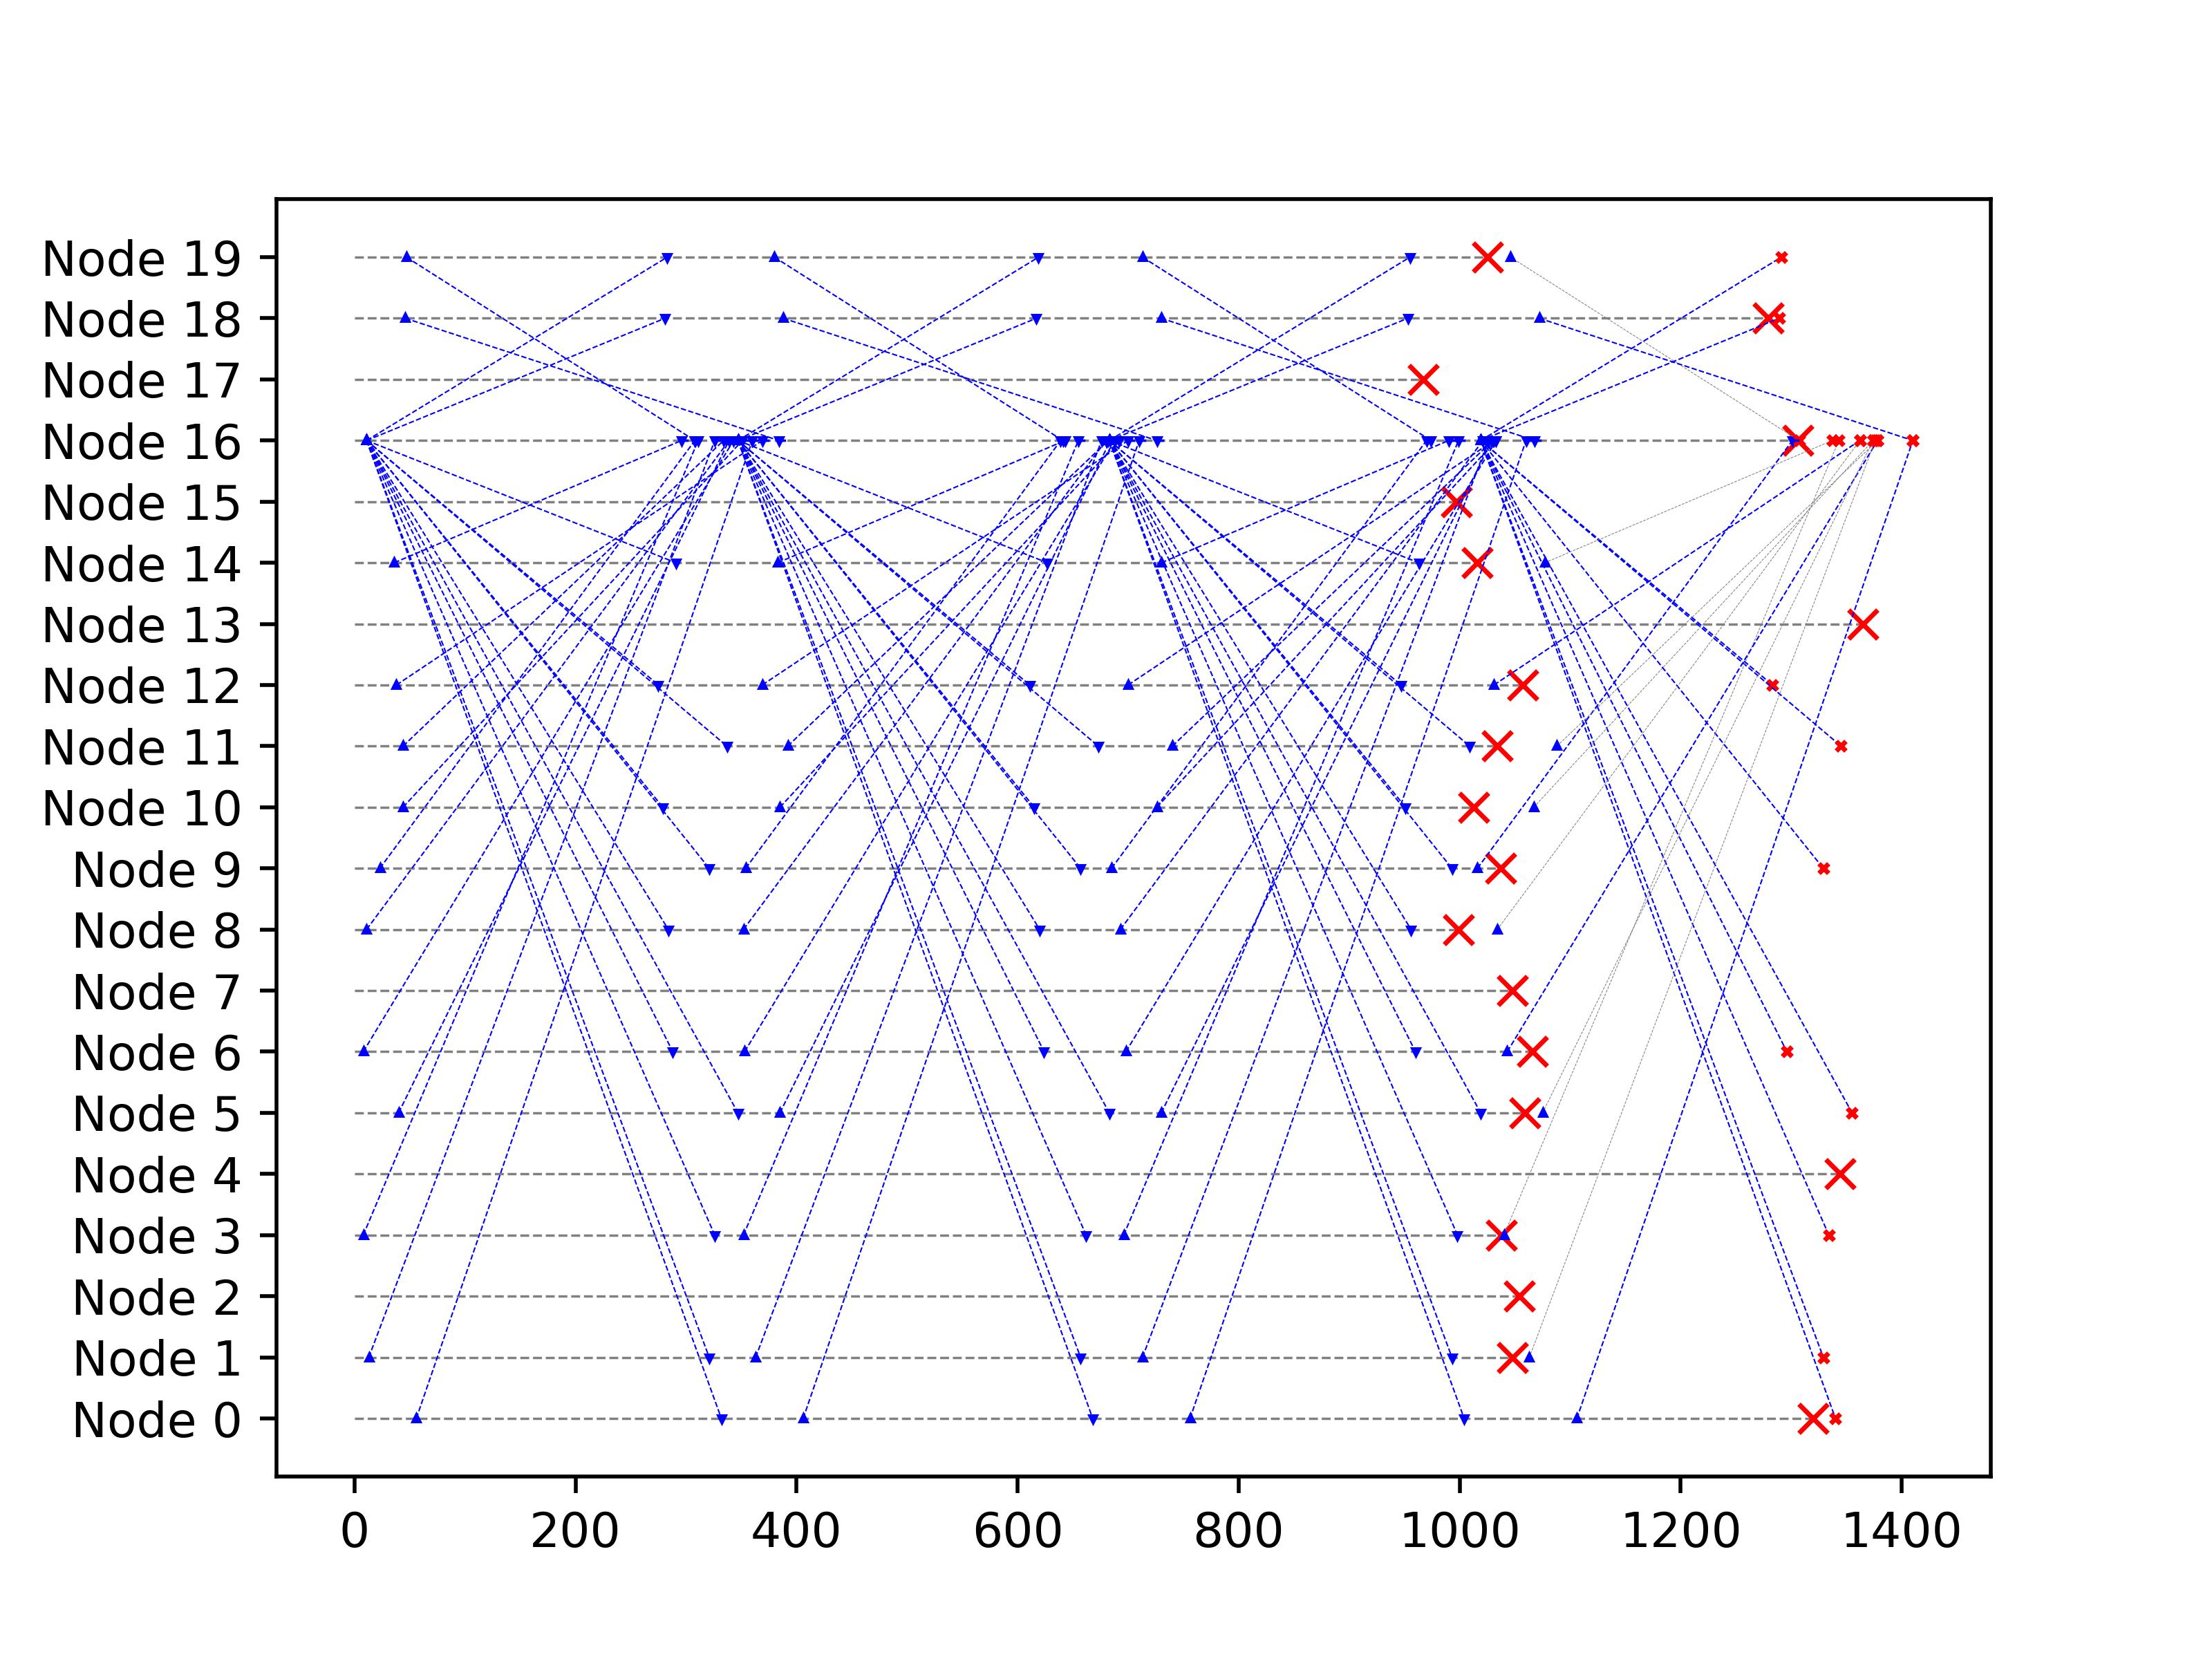 Node 19
Node 18
Node 17
Node 16
Node 15
Node 14
Node 13
Node 12
Node 11
Node 10
Node 9
Node 8
Node 7
Node 6
Node 5
Node 4
Node 3
Node 2
Node 1
Node 0
0 200 400 600 800 1000 1200 1400